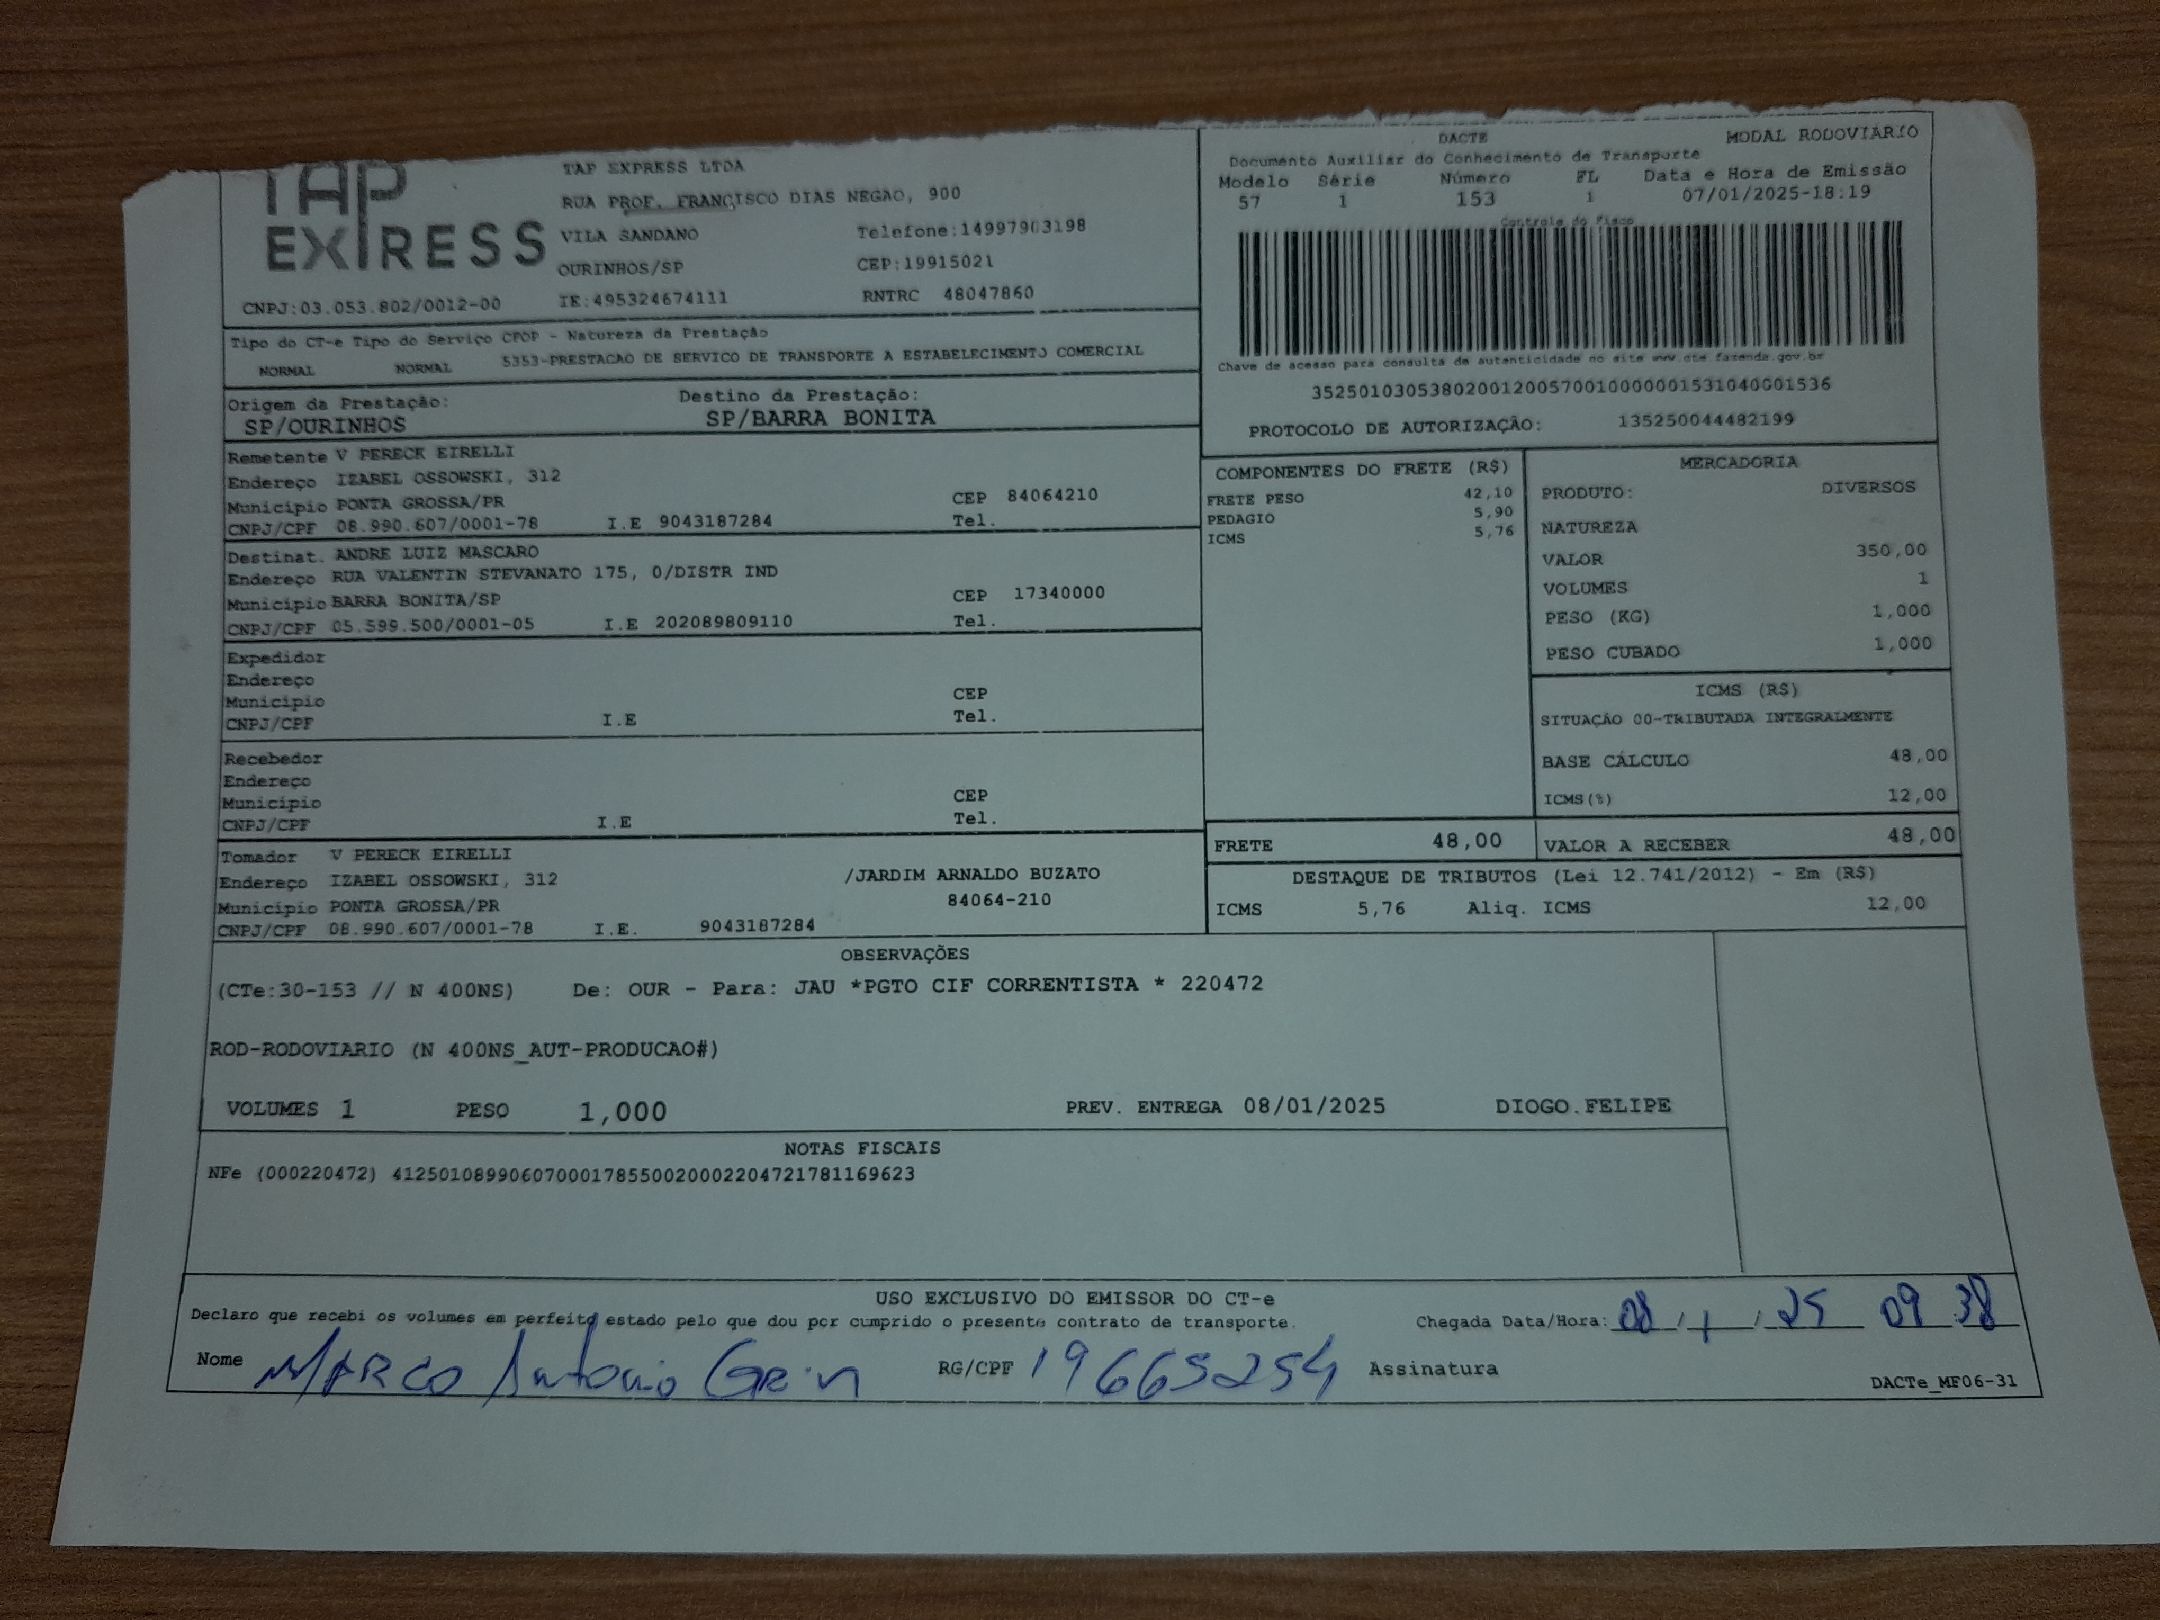 TAP
EXPRESS
CNPJ:03.053.802/0012-00
TAP EXPRESS LTDA
RUA PROF. FRANCISCO DIAS NEGAO, 900
VILA SANDANO Telefone:14997903198
OURINHOS/SP CEP:19915021
IE:495324674111 RNTRC 48047860
DACTE MODAL RODOVIÁRIO
Documento Auxiliar do Conhecimento de Transporte
Modelo Série Número FL Data e Hora de Emissão
57 1 153 1 07/01/2025-18:19
Controle do Fisco
Chave de acesso para consulta de autenticidade no site www.cte.fazenda.gov.br
35250103053802001200570010000001531040001536
PROTOCOLO DE AUTORIZAÇÃO: 135250044482199
Tipo do CT-e Tipo do Serviço CFOP - Natureza da Prestação
NORMAL NORMAL 5353-PRESTACAO DE SERVICO DE TRANSPORTE A ESTABELECIMENTO COMERCIAL
Origem da Prestação: Destino da Prestação:
SP/OURINHOS SP/BARRA BONITA
Remetente V PERECK EIRELLI
Endereço IZABEL OSSOWSKI, 312
Município PONTA GROSSA/PR CEP 84064210
CNPJ/CPF 08.990.607/0001-78 I.E 9043187284 Tel.
Destinat. ANDRE LUIZ MASCARO
Endereço RUA VALENTIN STEVANATO 175, 0/DISTR IND
Município BARRA BONITA/SP CEP 17340000
CNPJ/CPF 05.599.500/0001-05 I.E 202089809110 Tel.
Expedidor
Endereço
Município CEP
CNPJ/CPF I.E Tel.
Recebedor
Endereço
Município CEP
CNPJ/CPF I.E Tel.
Tomador V PERECK EIRELLI
Endereço IZABEL OSSOWSKI, 312 /JARDIM ARNALDO BUZATO
Município PONTA GROSSA/PR 84064-210
CNPJ/CPF 08.990.607/0001-78 I.E. 9043187284
COMPONENTES DO FRETE (R$)
FRETE PESO 42,10
PEDAGIO 5,90
ICMS 5,76
MERCADORIA
PRODUTO: DIVERSOS
NATUREZA
VALOR 350,00
VOLUMES 1
PESO (KG) 1,000
PESO CUBADO 1,000
ICMS (R$)
SITUAÇÃO 00-TRIBUTADA INTEGRALMENTE
BASE CÁLCULO 48,00
ICMS(%) 12,00
FRETE 48,00 VALOR A RECEBER 48,00
DESTAQUE DE TRIBUTOS (Lei 12.741/2012) - Em (R$)
ICMS 5,76 Aliq. ICMS 12,00
OBSERVAÇÕES
(CTe:30-153 // N 400NS) De: OUR - Para: JAU *PGTO CIF CORRENTISTA * 220472
ROD-RODOVIARIO (N 400NS_AUT-PRODUCAO#)
VOLUMES 1 PESO 1,000 PREV. ENTREGA 08/01/2025 DIOGO.FELIPE
NOTAS FISCAIS
NFe (000220472) 41250108990607000178550020002204721781169623
USO EXCLUSIVO DO EMISSOR DO CT-e
Declaro que recebi os volumes em perfeito estado pelo que dou por cumprido o presente contrato de transporte. Chegada Data/Hora: 08 / 1 / 25 09 38
Nome MARCO Antonio RG/CPF 196652254 Assinatura
DACTe_MF06-31